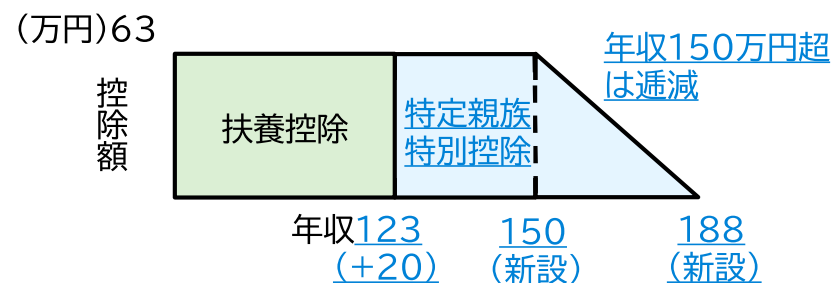 (万円)63
控除額
扶養控除
特定親族
特別控除
年収150万円超
は逓減
年収123
(+20)
150
(新設)
188
(新設)